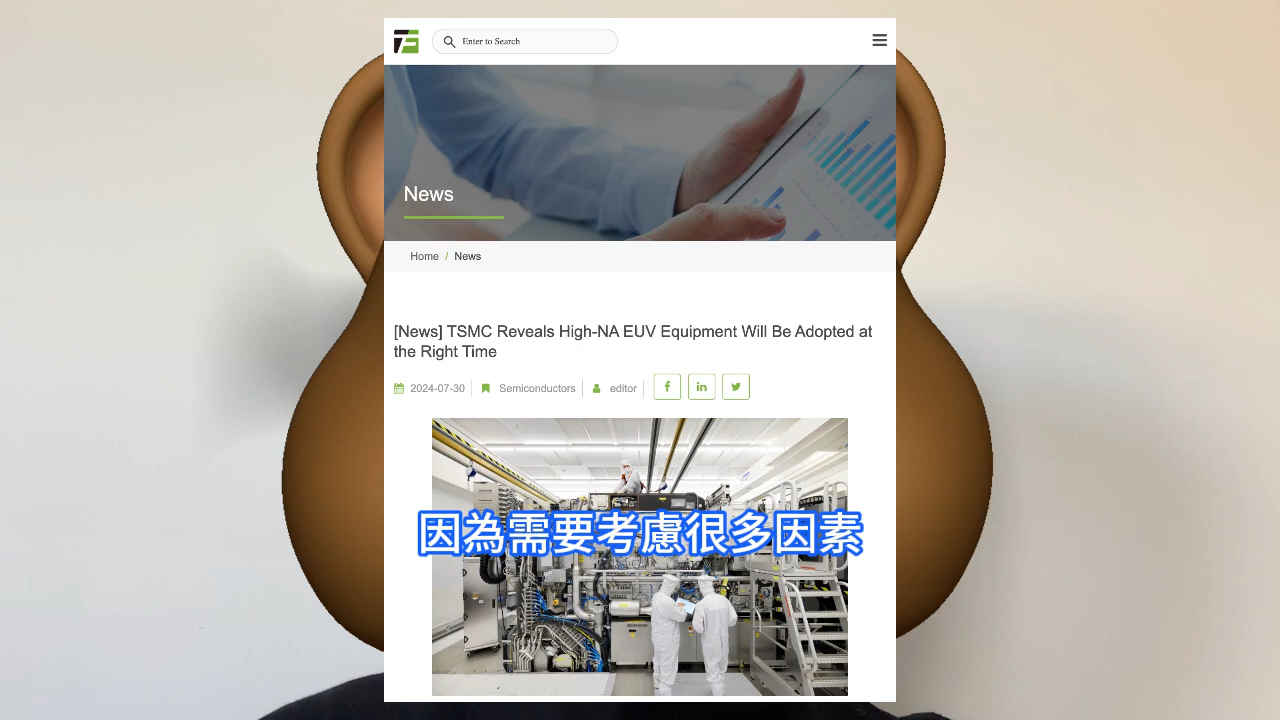 Enter to Search
News
Home / News
[News] TSMC Reveals High-NA EUV Equipment Will Be Adopted at
the Right Time
2024-07-30 Semiconductors editor
因為需要考慮很多因素